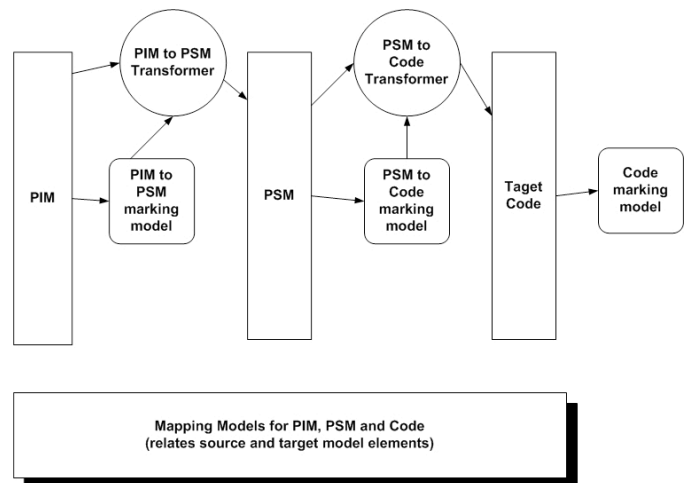 PIM to PSM
Transformer
PSM to
Code
Transformer
PIM
PIM to
PSM
marking
model
PSM
PSM to
Code
marking
model
Taget
Code
Code
marking
model
Mapping Models for PIM, PSM and Code
(relates source and target model elements)